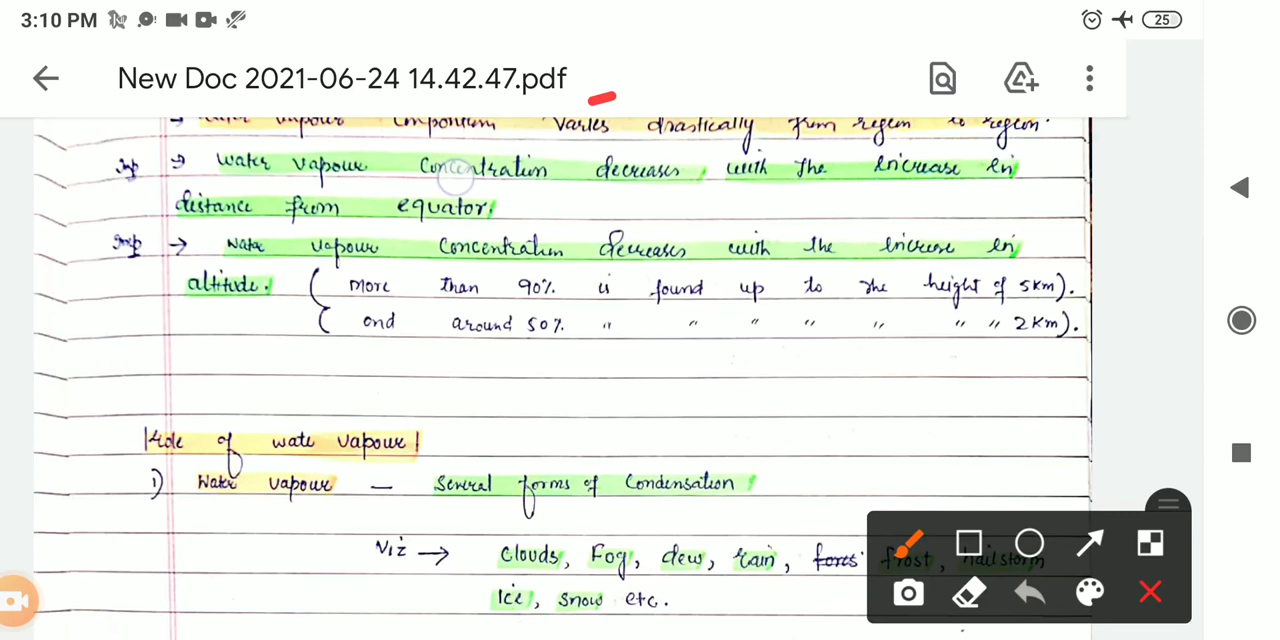 3:10 PM 25
New Doc 2021-06-24 14.42.47.pdf
water vapour composition varies drastically from region to region.
Imp → water vapour concentration decreases, with the increase in
distance from equator.
Imp → Water vapour concentration decreases with the increase in
altitude. (More than 90% is found up to the height of 5km).
( and around 50% " " " " " " " 2km).
|Role of wate vapour|
1) Water vapour — Several forms of Condensation
Viz → Clouds, Fog, dew, rain, frost, hailstorm
Ice, snow etc.